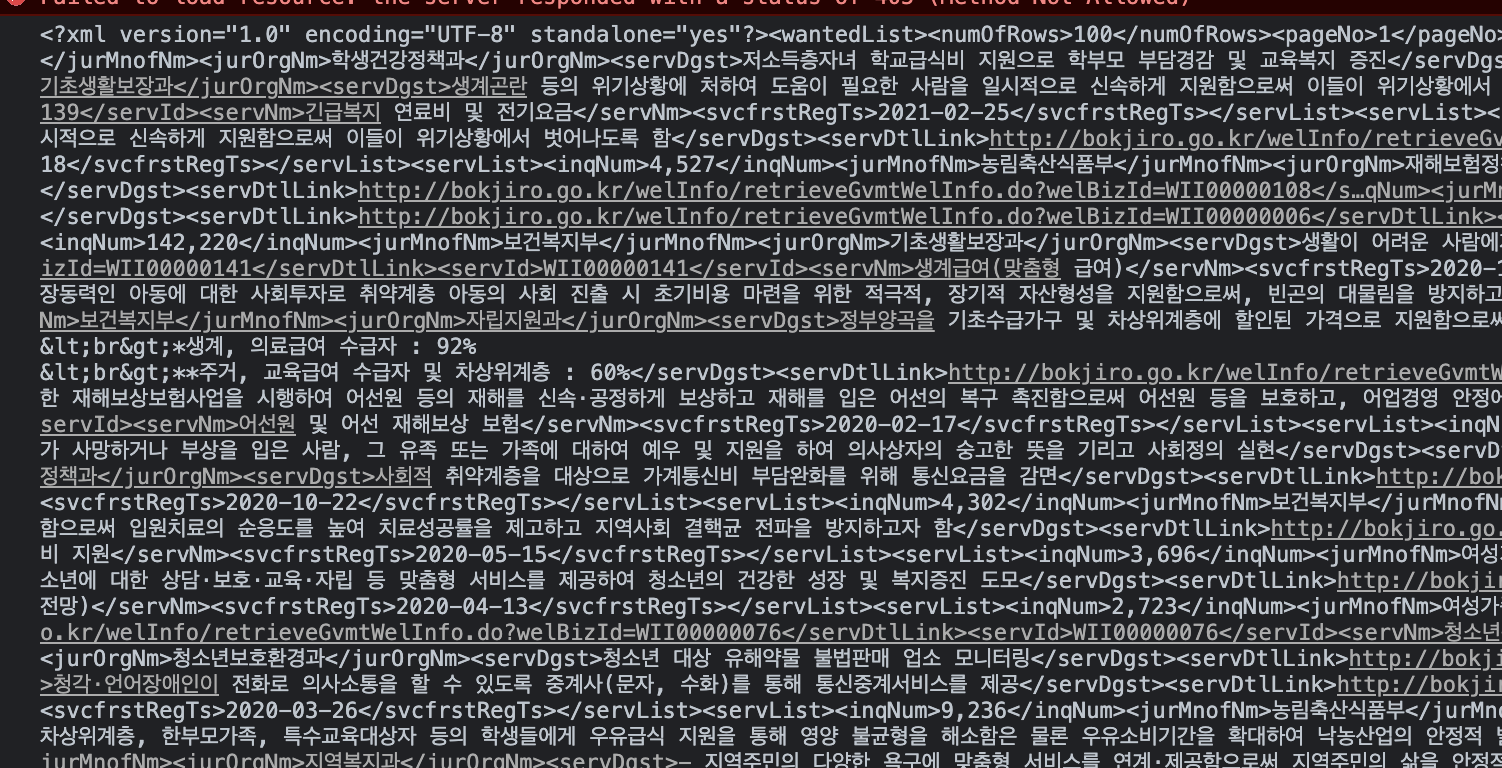 Failed to load resource: the server responded with a status of 405 (Method Not Allowed)
<?xml version="1.0" encoding="UTF-8" standalone="yes"?><wantedList><numOfRows>100</numOfRows><pageNo>1</pageNo>
</jurMnofNm><jurOrgNm>학생건강정책과</jurOrgNm><servDgst>저소득층자녀 학교급식비 지원으로 학부모 부담경감 및 교육복지 증진</servDgs
기초생활보장과</jurOrgNm><servDgst>생계곤란 등의 위기상황에 처하여 도움이 필요한 사람을 일시적으로 신속하게 지원함으로써 이들이 위기상황에서
139</servId><servNm>긴급복지 연료비 및 전기요금</servNm><svcfrstRegTs>2021-02-25</svcfrstRegTs></servList><servList><
시적으로 신속하게 지원함으로써 이들이 위기상황에서 벗어나도록 함</servDgst><servDtlLink>http://bokjiro.go.kr/welInfo/retrieveGv
18</svcfrstRegTs></servList><servList><inqNum>4,527</inqNum><jurMnofNm>농림축산식품부</jurMnofNm><jurOrgNm>재해보험정
</servDgst><servDtlLink>http://bokjiro.go.kr/welInfo/retrieveGvmtWelInfo.do?welBizId=WII00000108</s…qNum><jurM
</servDgst><servDtlLink>http://bokjiro.go.kr/welInfo/retrieveGvmtWelInfo.do?welBizId=WII00000006</servDtlLink><
<inqNum>142,220</inqNum><jurMnofNm>보건복지부</jurMnofNm><jurOrgNm>기초생활보장과</jurOrgNm><servDgst>생활이 어려운 사람에
izId=WII00000141</servDtlLink><servId>WII00000141</servId><servNm>생계급여(맞춤형 급여)</servNm><svcfrstRegTs>2020-1
장동력인 아동에 대한 사회투자로 취약계층 아동의 사회 진출 시 초기비용 마련을 위한 적극적, 장기적 자산형성을 지원함으로써, 빈곤의 대물림을 방지하고
Nm>보건복지부</jurMnofNm><jurOrgNm>자립지원과</jurOrgNm><servDgst>정부양곡을 기초수급가구 및 차상위계층에 할인된 가격으로 지원함으로써
&lt;br&gt;*생계, 의료급여 수급자 : 92%
&lt;br&gt;**주거, 교육급여 수급자 및 차상위계층 : 60%</servDgst><servDtlLink>http://bokjiro.go.kr/welInfo/retrieveGvmtW
한 재해보상보험사업을 시행하여 어선원 등의 재해를 신속·공정하게 보상하고 재해를 입은 어선의 복구 촉진함으로써 어선원 등을 보호하고, 어업경영 안정에
servId><servNm>어선원 및 어선 재해보상 보험</servNm><svcfrstRegTs>2020-02-17</svcfrstRegTs></servList><servList><inqN
가 사망하거나 부상을 입은 사람, 그 유족 또는 가족에 대하여 예우 및 지원을 하여 의사상자의 숭고한 뜻을 기리고 사회정의 실현</servDgst><servD
정책과</jurOrgNm><servDgst>사회적 취약계층을 대상으로 가계통신비 부담완화를 위해 통신요금을 감면</servDgst><servDtlLink>http://bok
<svcfrstRegTs>2020-10-22</svcfrstRegTs></servList><servList><inqNum>4,302</inqNum><jurMnofNm>보건복지부</jurMnofN
함으로써 입원치료의 순응도를 높여 치료성공률을 제고하고 지역사회 결핵균 전파을 방지하고자 함</servDgst><servDtlLink>http://bokjiro.go.
비 지원</servNm><svcfrstRegTs>2020-05-15</svcfrstRegTs></servList><servList><inqNum>3,696</inqNum><jurMnofNm>여성
소년에 대한 상담·보호·교육·자립 등 맞춤형 서비스를 제공하여 청소년의 건강한 성장 및 복지증진 도모</servDgst><servDtlLink>http://bokji
전망)</servNm><svcfrstRegTs>2020-04-13</svcfrstRegTs></servList><servList><inqNum>2,723</inqNum><jurMnofNm>여성가
o.kr/welInfo/retrieveGvmtWelInfo.do?welBizId=WII00000076</servDtlLink><servId>WII00000076</servId><servNm>청소년
<jurOrgNm>청소년보호환경과</jurOrgNm><servDgst>청소년 대상 유해약물 불법판매 업소 모니터링</servDgst><servDtlLink>http://bokji
>청각·언어장애인이 전화로 의사소통을 할 수 있도록 중계사(문자, 수화)를 통해 통신중계서비스를 제공</servDgst><servDtlLink>http://bokji
<svcfrstRegTs>2020-03-26</svcfrstRegTs></servList><servList><inqNum>9,236</inqNum><jurMnofNm>농림축산식품부</jurMn
차상위계층, 한부모가족, 특수교육대상자 등의 학생들에게 우유급식 지원을 통해 영양 불균형을 해소함은 물론 우유소비기간을 확대하여 낙농산업의 안정적
jurMnofNm><jurOrgNm>지역복지과</jurOrgNm><servDgst>- 지역주민의 다양한 욕구에 맞춤형 서비스를 연계·제공함으로써 지역주민의 삶을 안정적